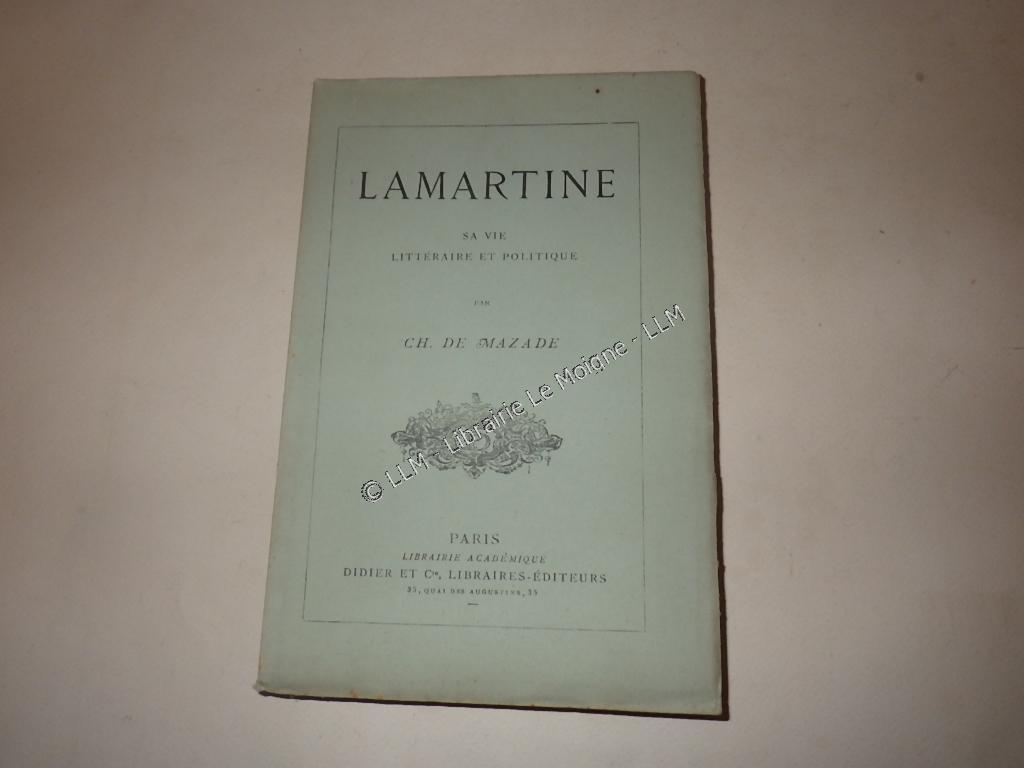 LAMARTINE
SA VIE
LITTÉRAIRE ET POLITIQUE
PAR
CH. DE MAZADE
© LLM - Librairie Le Moigne - LLM
PARIS
LIBRAIRIE ACADÉMIQUE
DIDIER ET Cie, LIBRAIRES-ÉDITEURS
35, QUAI DES AUGUSTINS, 35